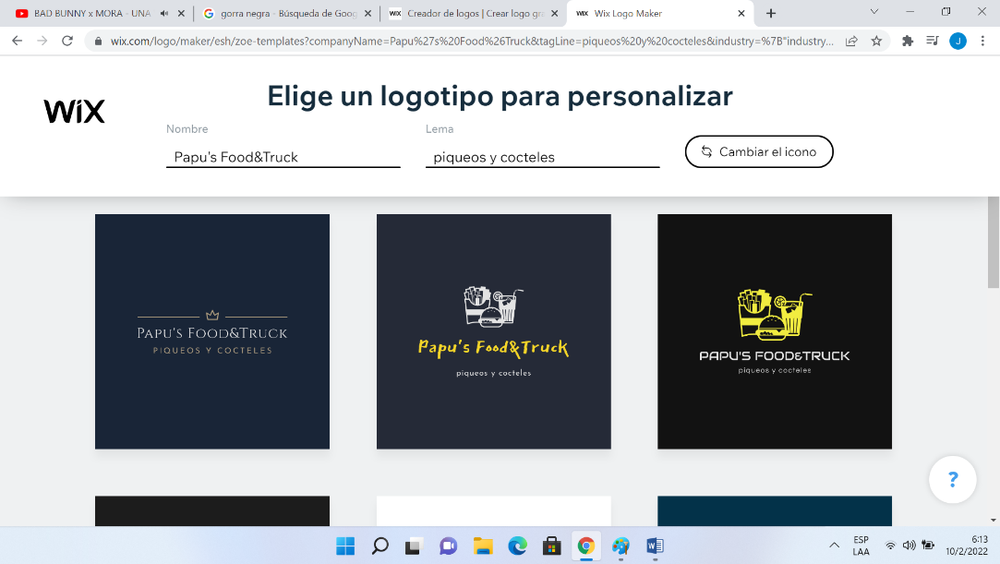 BAD BUNNY x MORA - UNA
gorra negra - Búsqueda de Goog
WiX Creador de logos | Crear logo gra
WiX Wix Logo Maker
wix.com/logo/maker/esh/zoe-templates?companyName=Papu%27s%20Food%26Truck&tagLine=piqueos%20y%20cocteles&industry=%7B"industry...
J
WiX
Elige un logotipo para personalizar
Nombre
Lema
Papu's Food&Truck
piqueos y cocteles
Cambiar el icono
PAPU'S FOOD&TRUCK
PIQUEOS Y COCTELES
Papu's Food&Truck
piqueos y cocteles
PAPU'S FOOD&TRUCK
piqueos y cocteles
?
ESP
LAA
6:13
10/2/2022